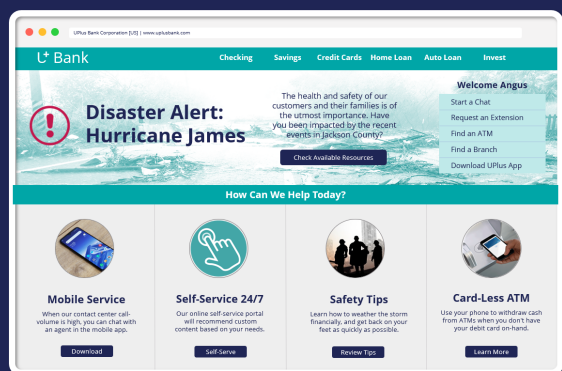 UPlus Bank Corporation [US] | www.uplusbank.com
U+ Bank
Checking Savings Credit Cards Home Loan Auto Loan Invest
Disaster Alert:
Hurricane James
The health and safety of our
customers and their families is of
the utmost importance. Have
you been impacted by the recent
events in Jackson County?
Check Available Resources
Welcome Angus
Start a Chat
Request an Extension
Find an ATM
Find a Branch
Download UPlus App
How Can We Help Today?
Mobile Service
When our contact center call-
volume is high, you can chat with
an agent in the mobile app.
Download
Self-Service 24/7
Our online self-service portal
will recommend custom
content based on your needs.
Self-Serve
Safety Tips
Learn how to weather the storm
financially, and get back on your
feet as quickly as possible.
Review Tips
Card-Less ATM
Use your phone to withdraw cash
from ATMs when you don't have
your debit card on-hand.
Learn More